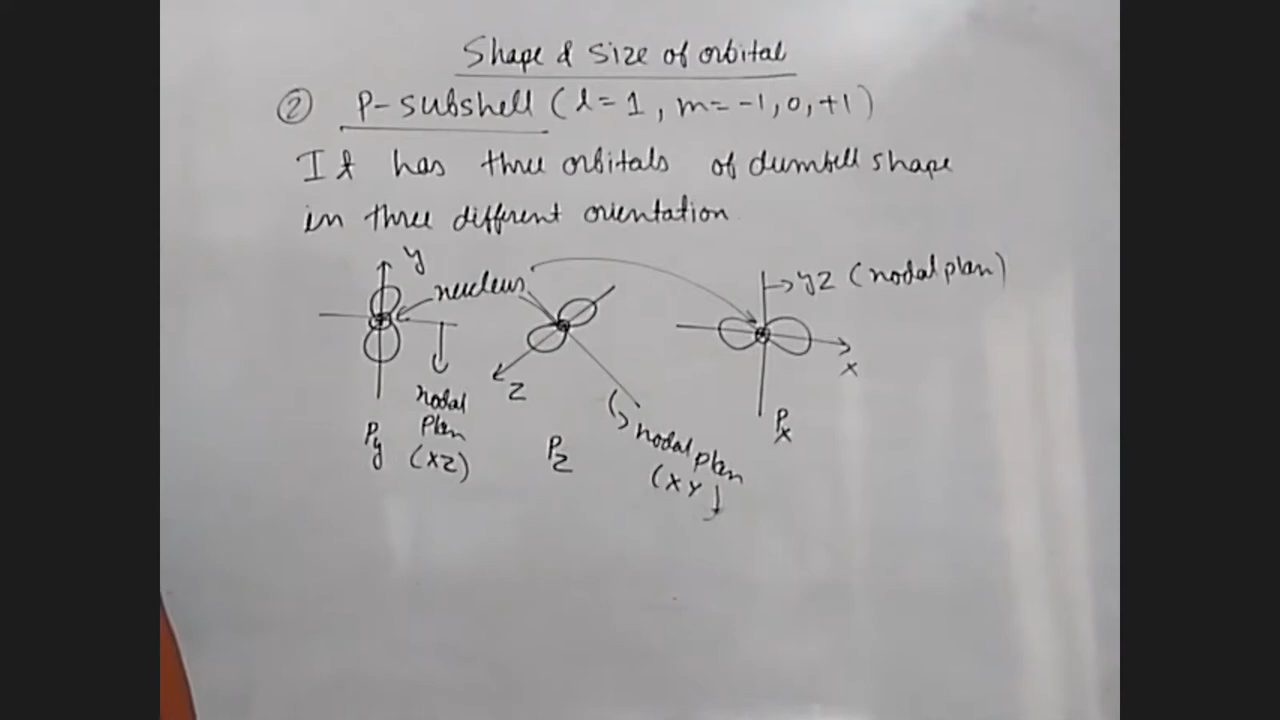 Shape & Size of orbital
② P-subshell (l=1, m=-1,0,+1)
It has three orbitals of dumbell shape
in three different orientation
y
nucleus
yz (nodal plan)
x
z
nodal
plan
(xz)
nodal plan
(xy)
Py
Pz
Px